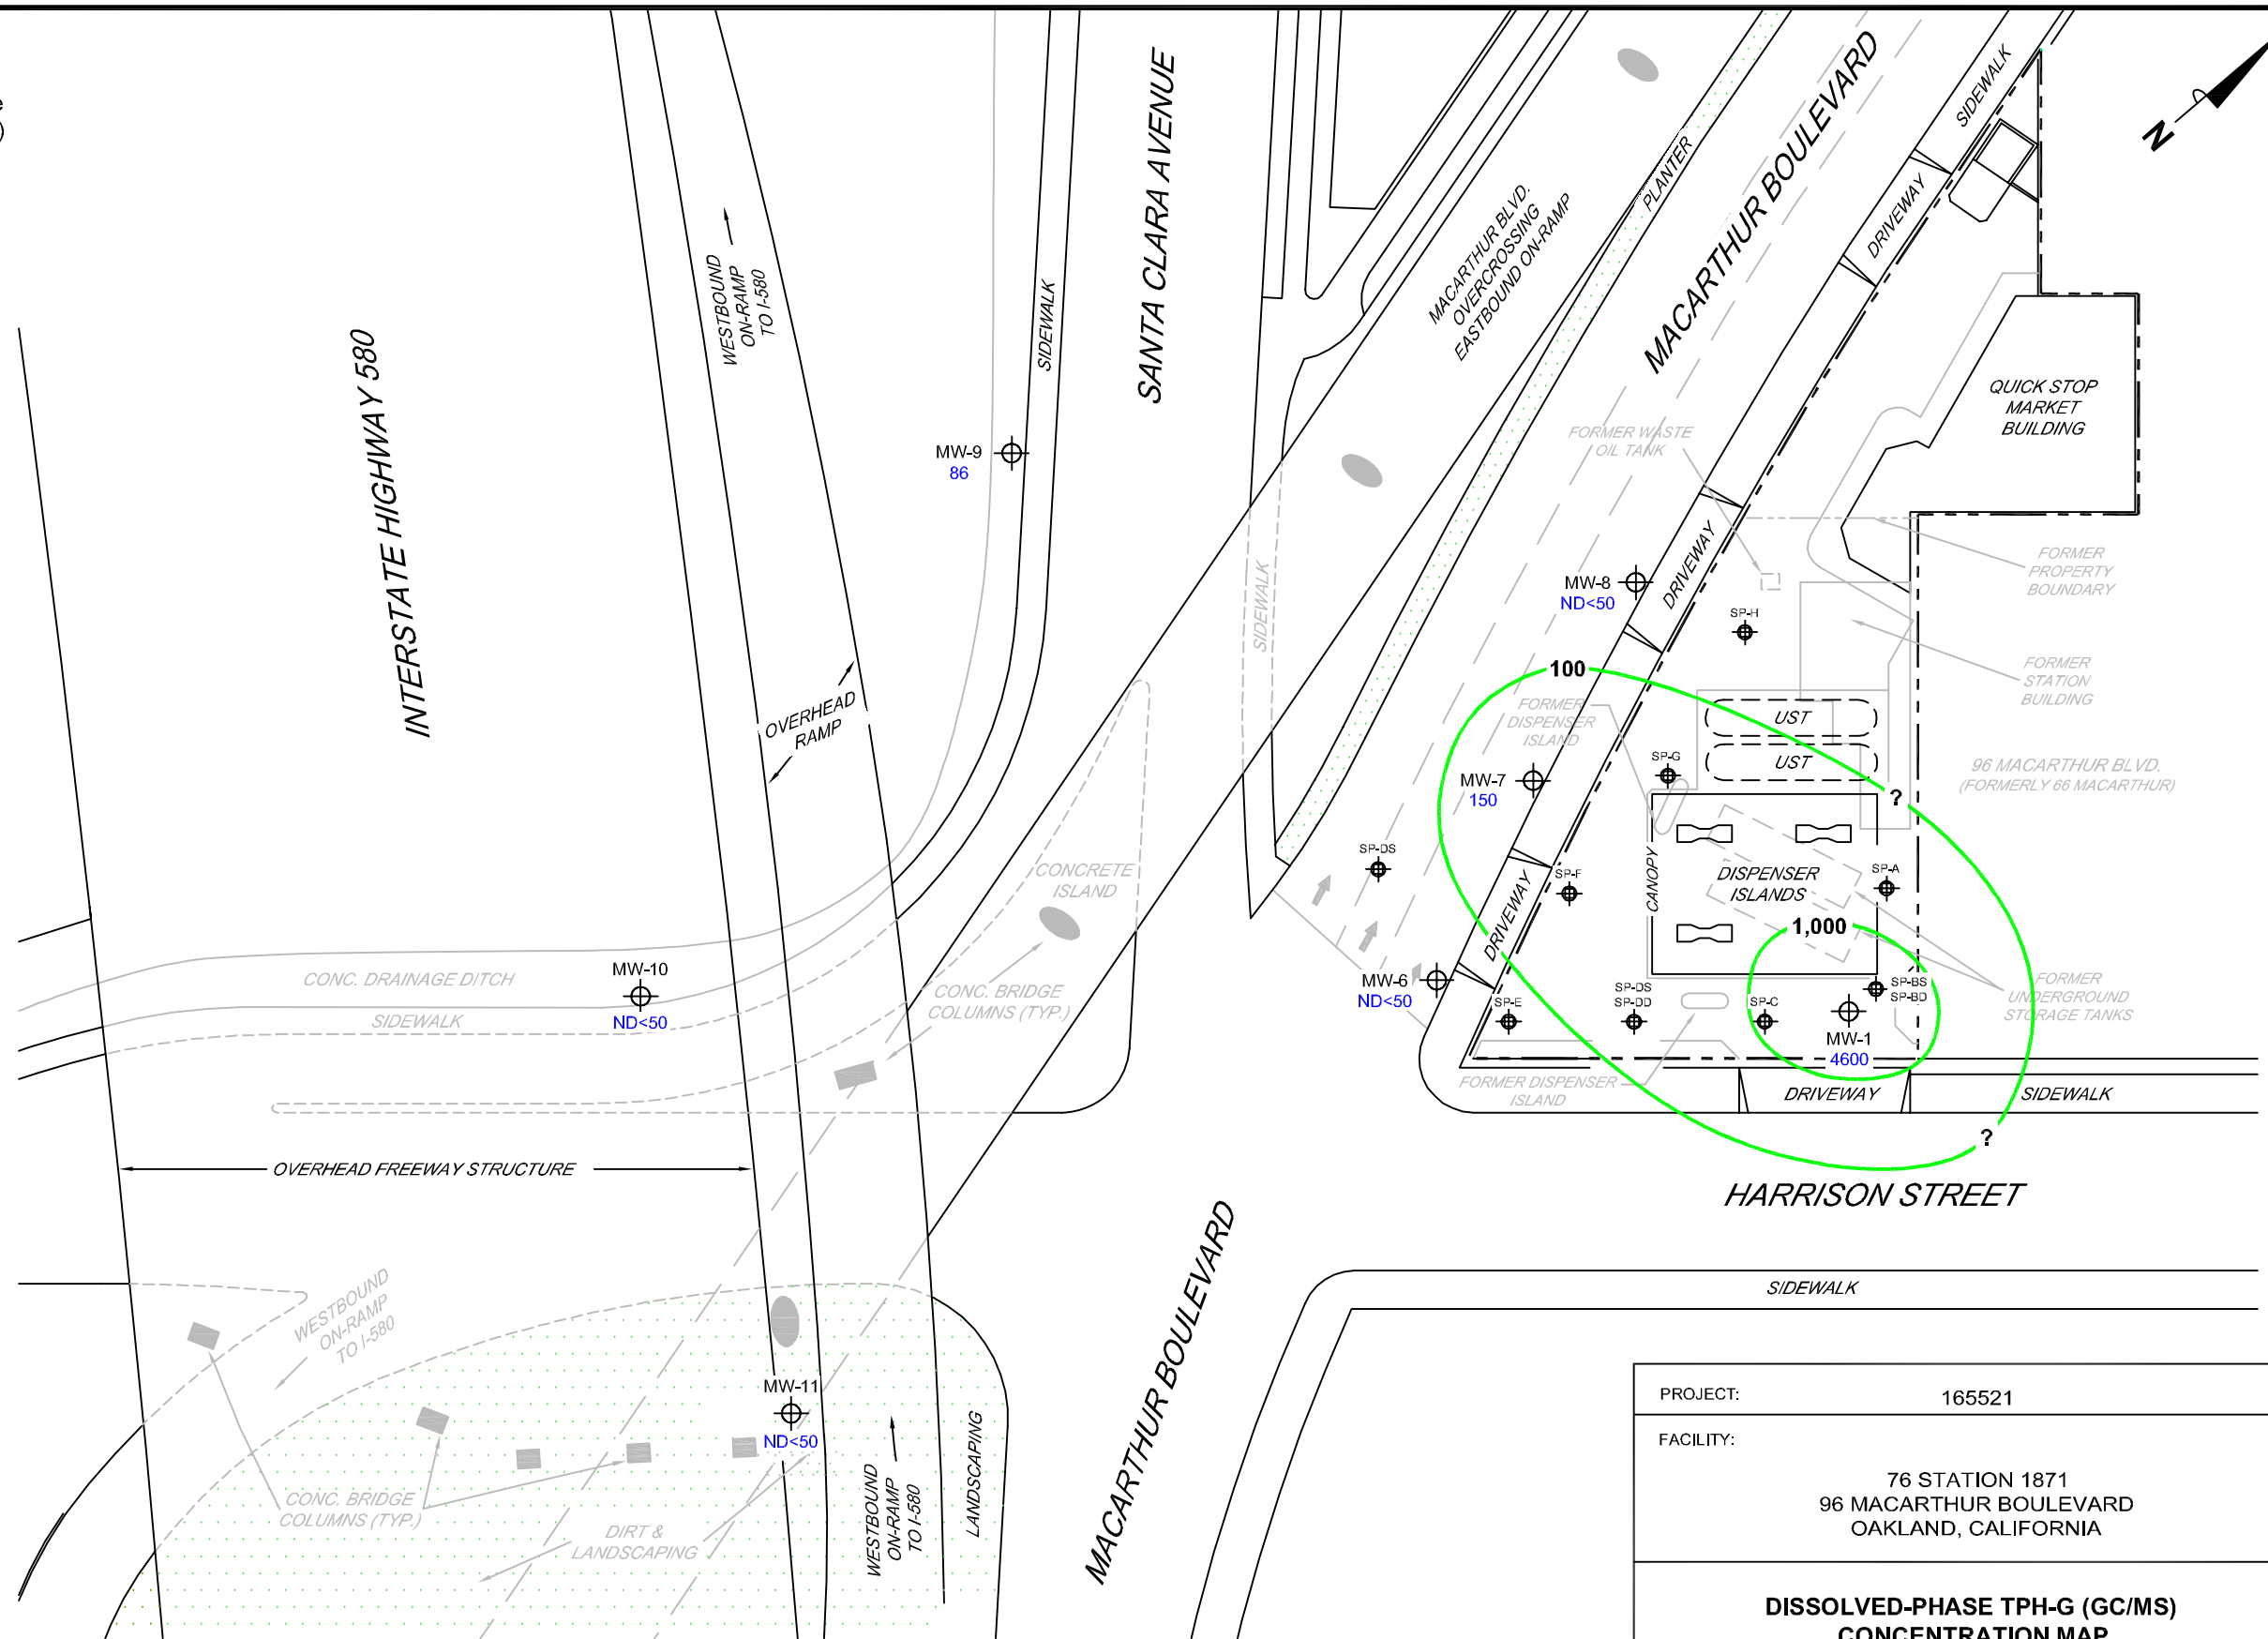 INTERSTATE HIGHWAY 580
WESTBOUND
ON-RAMP
TO I-580
SIDEWALK
SANTA CLARA AVENUE
MACARTHUR BLVD.
OVERCROSSING
EASTBOUND ON-RAMP
PLANTER
MACARTHUR BOULEVARD
SIDEWALK
DRIVEWAY
N
QUICK STOP
MARKET
BUILDING
MW-9
86
FORMER WASTE
OIL TANK
DRIVEWAY
FORMER
PROPERTY
BOUNDARY
MW-8
ND<50
SP-H
SIDEWALK
FORMER
STATION
BUILDING
OVERHEAD
RAMP
100
FORMER
DISPENSER
ISLAND
UST
UST
SP-G
96 MACARTHUR BLVD.
(FORMERLY 66 MACARTHUR)
MW-7
150
?
SP-DS
SP-F
CANOPY
DISPENSER
ISLANDS
SP-A
CONCRETE
ISLAND
DRIVEWAY
1,000
CONC. DRAINAGE DITCH
SIDEWALK
MW-10
ND<50
CONC. BRIDGE
COLUMNS (TYP.)
MW-6
ND<50
SP-E
SP-DS
SP-DD
SP-C
SP-BS
SP-BD
MW-1
4600
FORMER
UNDERGROUND
STORAGE TANKS
FORMER DISPENSER
ISLAND
DRIVEWAY
SIDEWALK
?
OVERHEAD FREEWAY STRUCTURE
HARRISON STREET
MACARTHUR BOULEVARD
SIDEWALK
WESTBOUND
ON-RAMP
TO I-580
MW-11
ND<50
CONC. BRIDGE
COLUMNS (TYP.)
DIRT &
LANDSCAPING
WESTBOUND
ON-RAMP
TO I-580
LANDSCAPING
PROJECT: 165521
FACILITY:
76 STATION 1871
96 MACARTHUR BOULEVARD
OAKLAND, CALIFORNIA
DISSOLVED-PHASE TPH-G (GC/MS)
CONCENTRATION MAP